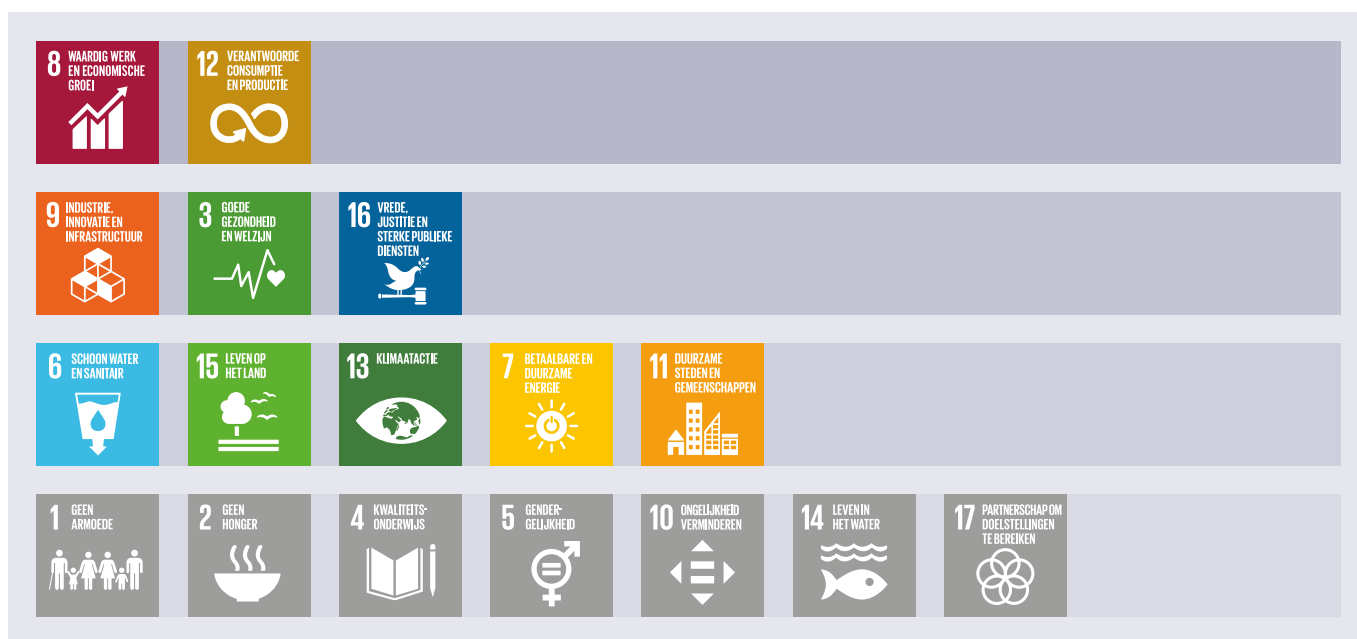 8 WAARDIG WERK
EN ECONOMISCHE
GROEI
12 VERANTWOORDE
CONSUMPTIE
EN PRODUCTIE
9 INDUSTRIE,
INNOVATIE EN
INFRASTRUCTUUR
3 GOEDE
GEZONDHEID
EN WELZIJN
16 VREDE,
JUSTITIE EN
STERKE PUBLIEKE
DIENSTEN
6 SCHOON WATER
EN SANITAIR
15 LEVEN OP
HET LAND
13 KLIMAATACTIE
7 BETAALBARE EN
DUURZAME
ENERGIE
11 DUURZAME
STEDEN EN
GEMEENSCHAPPEN
1 GEEN
ARMOEDE
2 GEEN
HONGER
4 KWALITEITS-
ONDERWIJS
5 GENDER-
GELIJKHEID
10 ONGELIJKHEID
VERMINDEREN
14 LEVEN IN
HET WATER
17 PARTNERSCHAP OM
DOELSTELLINGEN
TE BEREIKEN